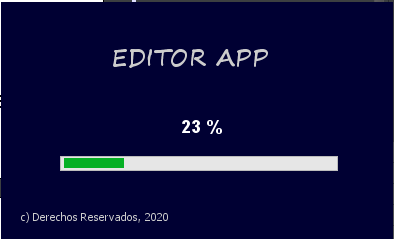 EDITOR APP
23 %
c) Derechos Reservados, 2020